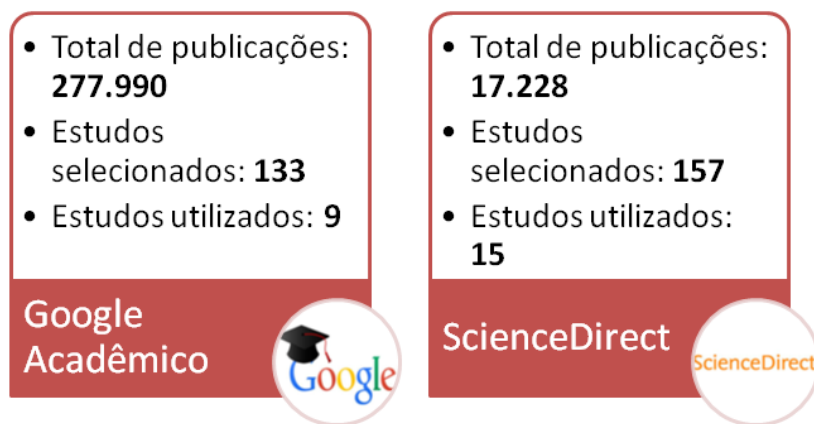 • Total de publicações:
277.990
• Estudos
selecionados: 133
• Estudos utilizados: 9
Google
Acadêmico
Google
• Total de publicações:
17.228
• Estudos
selecionados: 157
• Estudos utilizados:
15
ScienceDirect
ScienceDirect